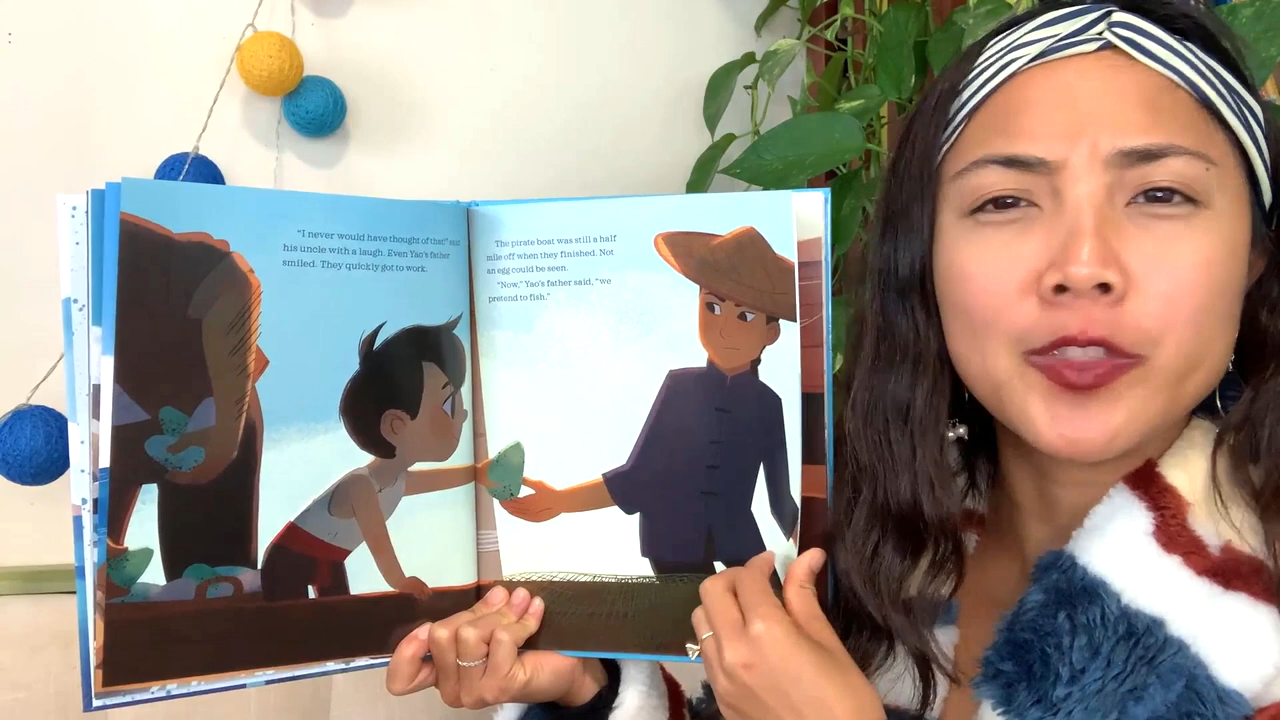 "I never would have thought of that!" said
his uncle with a laugh. Even Yao's father
smiled. They quickly got to work.
The pirate boat was still a half
mile off when they finished. Not
an egg could be seen.
"Now," Yao's father said, "we
pretend to fish."